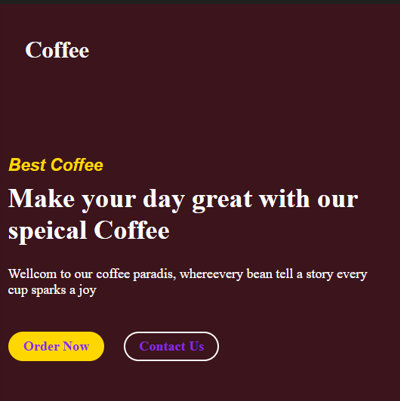 Coffee
Best Coffee
Make your day great with our
speical Coffee
Wellcom to our coffee paradis, whereevery bean tell a story every
cup sparks a joy
Order Now
Contact Us